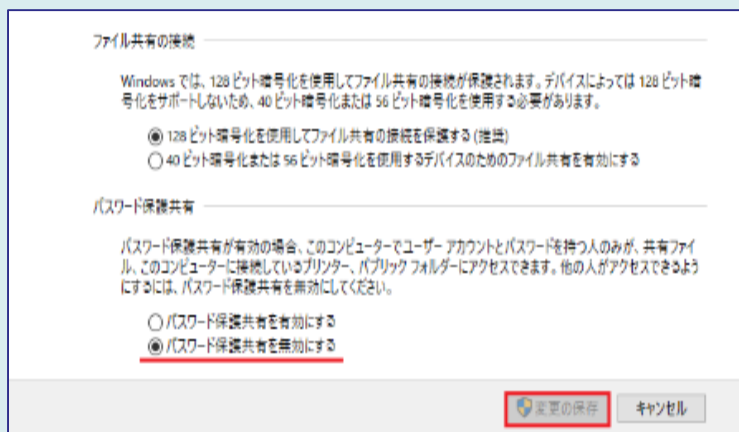 ファイル共有の接続
Windows では、128 ビット暗号化を使用してファイル共有の接続が保護されます。デバイスによっては 128 ビット暗
号化をサポートしないため、40 ビット暗号化または 56 ビット暗号化を使用する必要があります。
128 ビット暗号化を使用してファイル共有の接続を保護する (推奨)
40 ビット暗号化または 56 ビット暗号化を使用するデバイスのためのファイル共有を有効にする
パスワード保護共有
パスワード保護共有が有効の場合、このコンピューターでユーザー アカウントとパスワードを持つ人のみが、共有ファイ
ル、このコンピューターに接続しているプリンター、パブリック フォルダーにアクセスできます。他の人がアクセスできるよう
にするには、パスワード保護共有を無効にしてください。
パスワード保護共有を有効にする
パスワード保護共有を無効にする
変更の保存 キャンセル